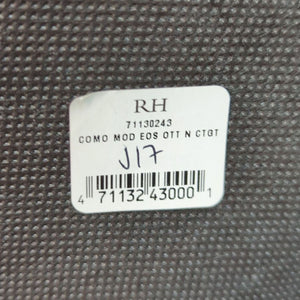 RH
71130243
COMO MOD EOS OTT N CTGT
J17
4 71132 43000 1